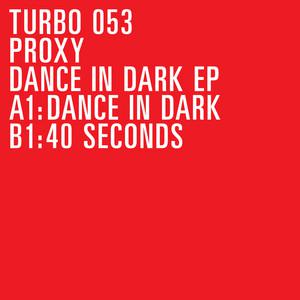 TURBO 053
PROXY
DANCE IN DARK EP
A1:DANCE IN DARK
B1:40 SECONDS